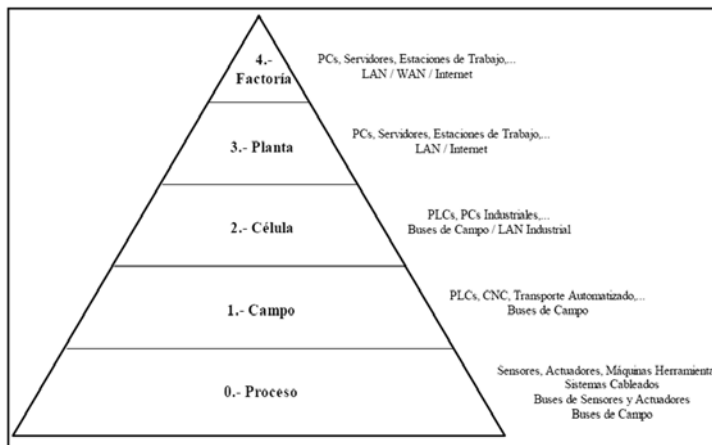 4.-
Factoría
PCs, Servidores, Estaciones de Trabajo,...
LAN / WAN / Internet
3.- Planta
PCs, Servidores, Estaciones de Trabajo,...
LAN / Internet
2.- Célula
PLCs, PCs Industriales,...
Buses de Campo / LAN Industrial
1.- Campo
PLCs, CNC, Transporte Automatizado,...
Buses de Campo
0.- Proceso
Sensores, Actuadores, Máquinas Herramienta
Sistemas Cableados
Buses de Sensores y Actuadores
Buses de Campo